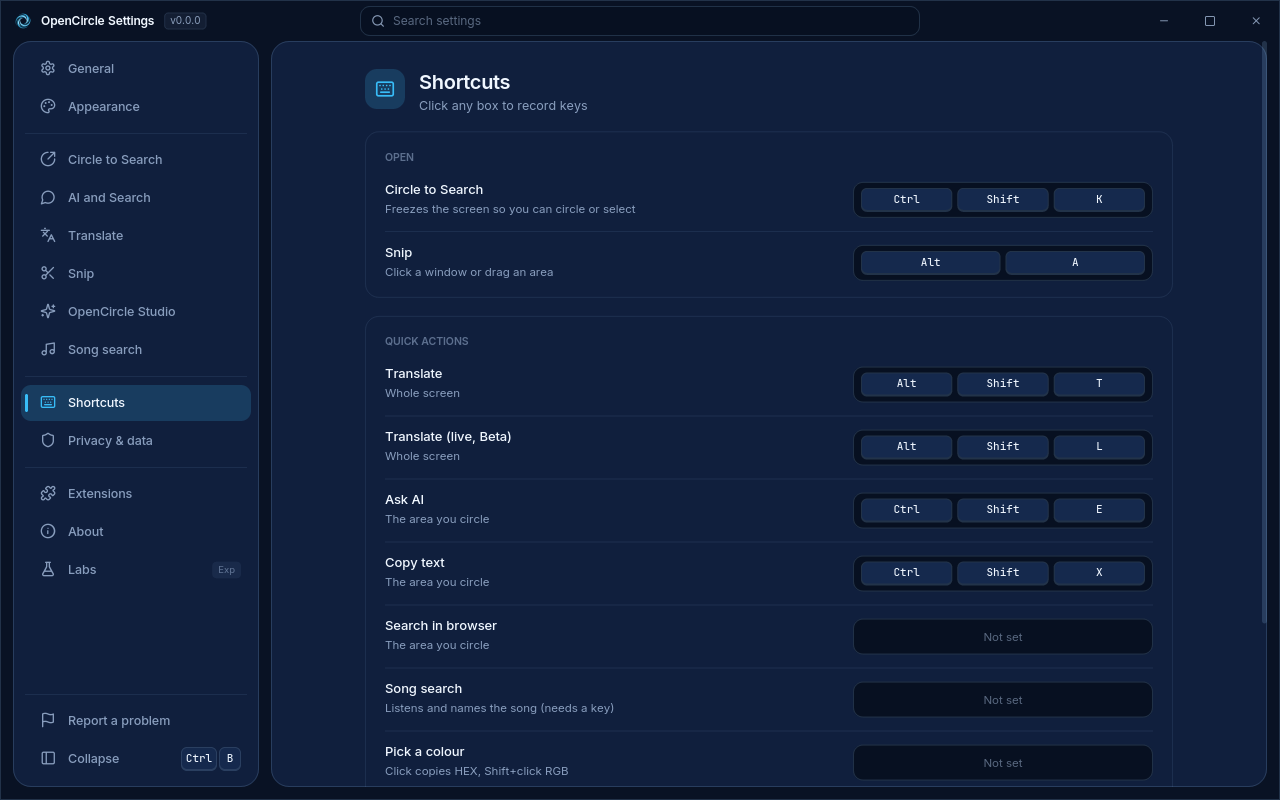 OpenCircle Settings v0.0.0
Search settings
General
Appearance
Circle to Search
AI and Search
Translate
Snip
OpenCircle Studio
Song search
Shortcuts
Privacy & data
Extensions
About
Labs Exp
Report a problem
Collapse Ctrl B
Shortcuts
Click any box to record keys
OPEN
Circle to Search
Freezes the screen so you can circle or select
Ctrl Shift K
Snip
Click a window or drag an area
Alt A
QUICK ACTIONS
Translate
Whole screen
Alt Shift T
Translate (live, Beta)
Whole screen
Alt Shift L
Ask AI
The area you circle
Ctrl Shift E
Copy text
The area you circle
Ctrl Shift X
Search in browser
The area you circle
Not set
Song search
Listens and names the song (needs a key)
Not set
Pick a colour
Click copies HEX, Shift+click RGB
Not set